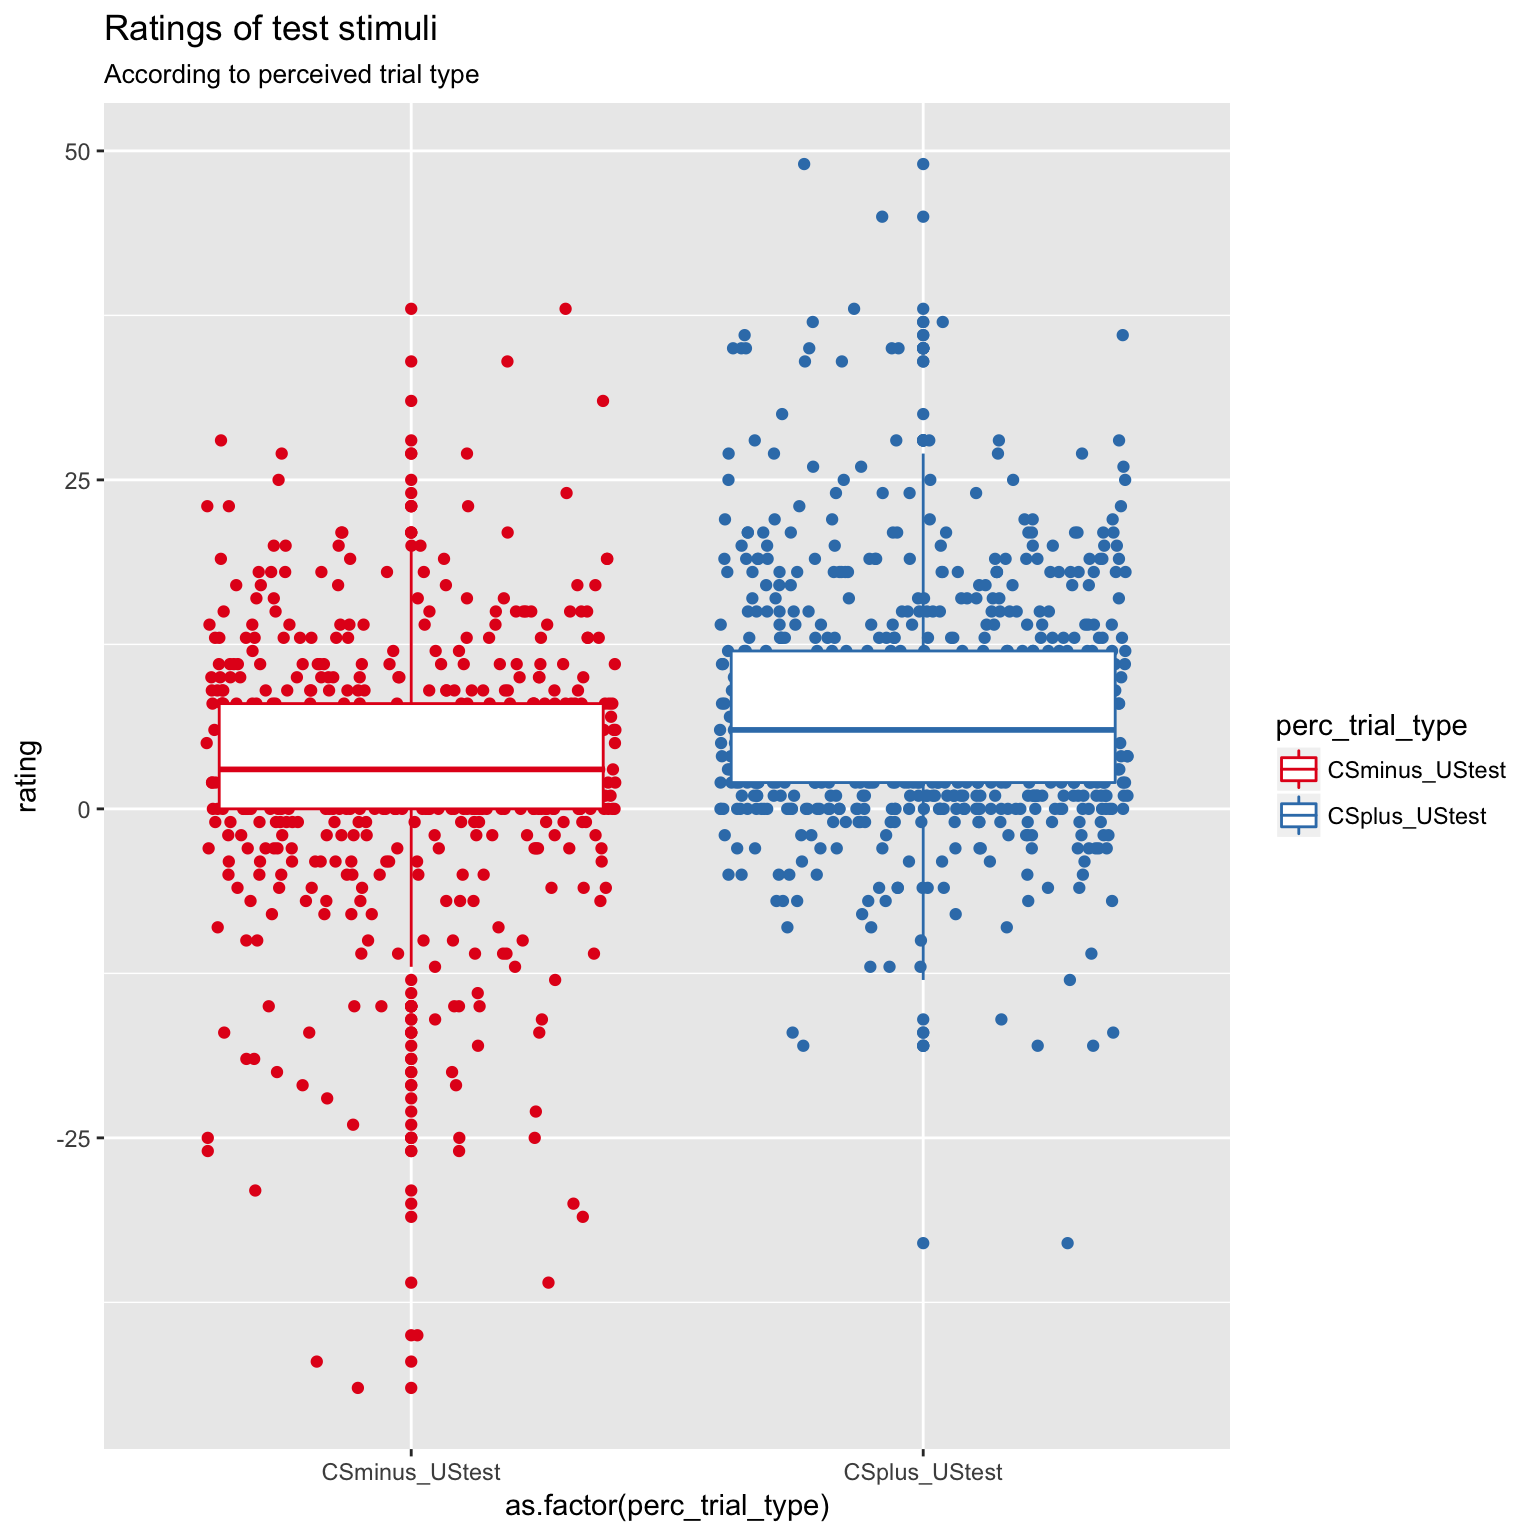 Ratings of test stimuli
According to perceived trial type
50
25
0
-25
rating
CSminus_UStest
CSplus_UStest
as.factor(perc_trial_type)
perc_trial_type
CSminus_UStest
CSplus_UStest